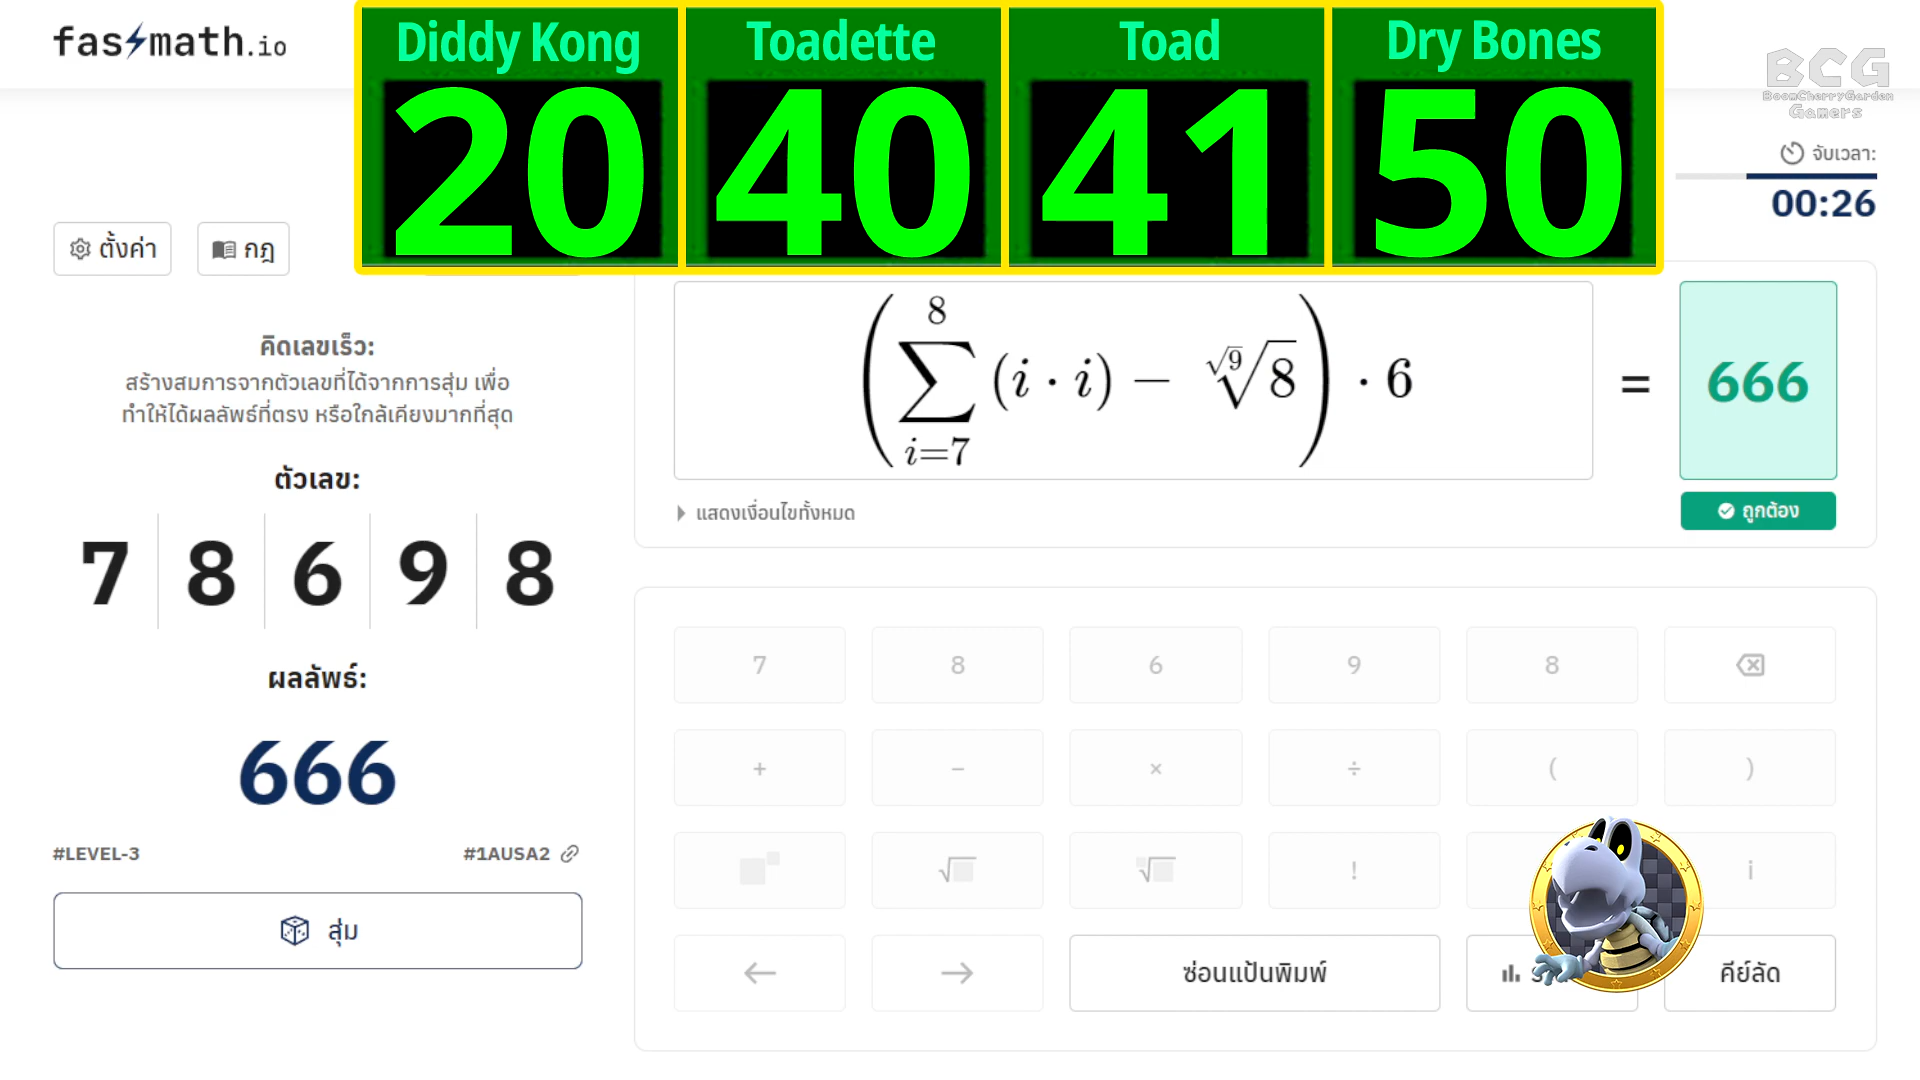 fasmath.io
Diddy Kong
20
Toadette
40
Toad
41
Dry Bones
50
BCG
BoomCherryGarden
Gamers
จับเวลา:
00:26
ตั้งค่า
กฎ
คิดเลขเร็ว:
สร้างสมการจากตัวเลขที่ได้จากการสุ่ม เพื่อ
ทำให้ได้ผลลัพธ์ที่ตรง หรือใกล้เคียงมากที่สุด
ตัวเลข:
7 8 6 9 8
ผลลัพธ์:
666
#LEVEL-3 #1AUSA2
สุ่ม
(∑_{i=7}^{8} (i · i) − \sqrt[\sqrt{9}]{8}) · 6 = 666
แสดงเงื่อนไขทั้งหมด
ถูกต้อง
7 8 6 9 8
+ − × ÷ ( )
√ √ ! i
← → ซ่อนแป้นพิมพ์ คีย์ลัด